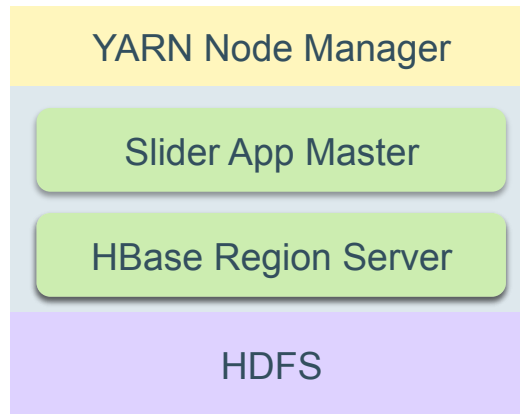 YARN Node Manager
Slider App Master
HBase Region Server
HDFS